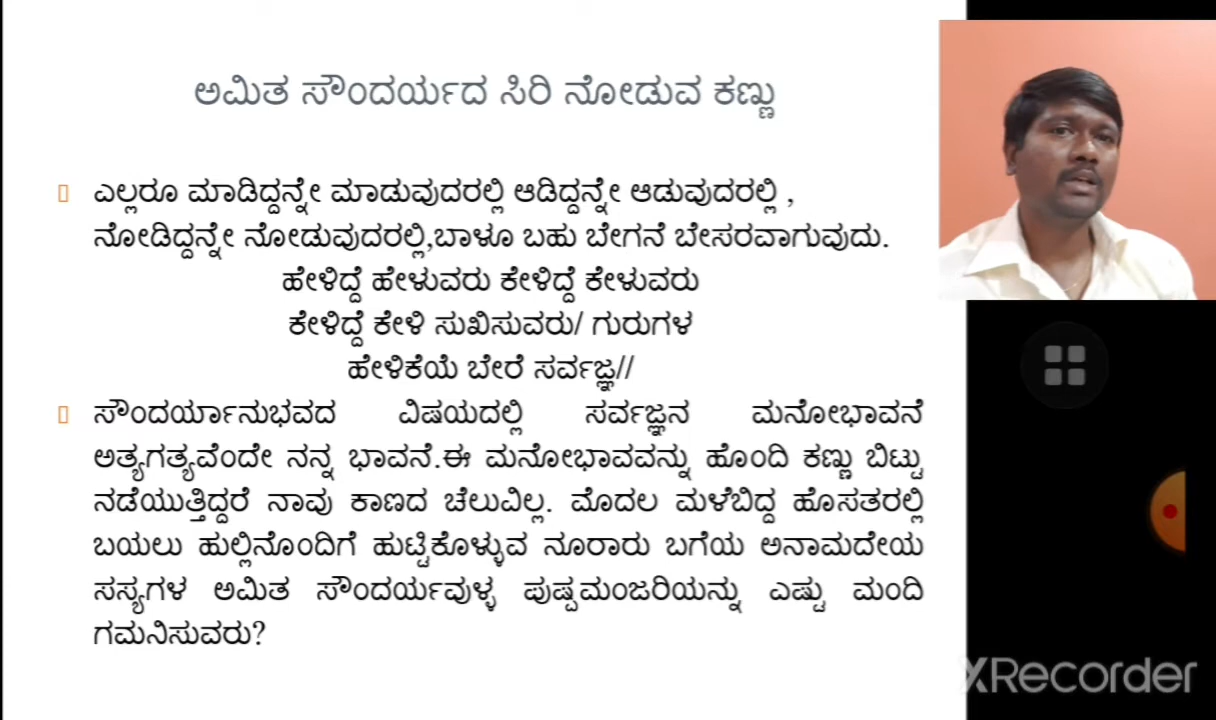 ಅಮಿತ ಸೌಂದರ್ಯದ ಸಿರಿ ನೋಡುವ ಕಣ್ಣು
ಎಲ್ಲರೂ ಮಾಡಿದ್ದನ್ನೇ ಮಾಡುವುದರಲ್ಲಿ ಆಡಿದ್ದನ್ನೇ ಆಡುವುದರಲ್ಲಿ ,
ನೋಡಿದ್ದನ್ನೇ ನೋಡುವುದರಲ್ಲಿ,ಬಾಳೂ ಬಹು ಬೇಗನೆ ಬೇಸರವಾಗುವುದು.
ಹೇಳಿದ್ದೆ ಹೇಳುವರು ಕೇಳಿದ್ದೆ ಕೇಳುವರು
ಕೇಳಿದ್ದೆ ಕೇಳಿ ಸುಖಿಸುವರು/ ಗುರುಗಳ
ಹೇಳಿಕೆಯೆ ಬೇರೆ ಸರ್ವಜ್ಞ//
ಸೌಂದರ್ಯಾನುಭವದ ವಿಷಯದಲ್ಲಿ ಸರ್ವಜ್ಞನ ಮನೋಭಾವನೆ
ಅತ್ಯಗತ್ಯವೆಂದೇ ನನ್ನ ಭಾವನೆ.ಈ ಮನೋಭಾವವನ್ನು ಹೊಂದಿ ಕಣ್ಣು ಬಿಟ್ಟು
ನಡೆಯುತ್ತಿದ್ದರೆ ನಾವು ಕಾಣದ ಚೆಲುವಿಲ್ಲ. ಮೊದಲ ಮಳೆಬಿದ್ದ ಹೊಸತರಲ್ಲಿ
ಬಯಲು ಹುಲ್ಲಿನೊಂದಿಗೆ ಹುಟ್ಟಿಕೊಳ್ಳುವ ನೂರಾರು ಬಗೆಯ ಅನಾಮದೇಯ
ಸಸ್ಯಗಳ ಅಮಿತ ಸೌಂದರ್ಯವುಳ್ಳ ಪುಷ್ಪಮಂಜರಿಯನ್ನು ಎಷ್ಟು ಮಂದಿ
ಗಮನಿಸುವರು?
XRecorder